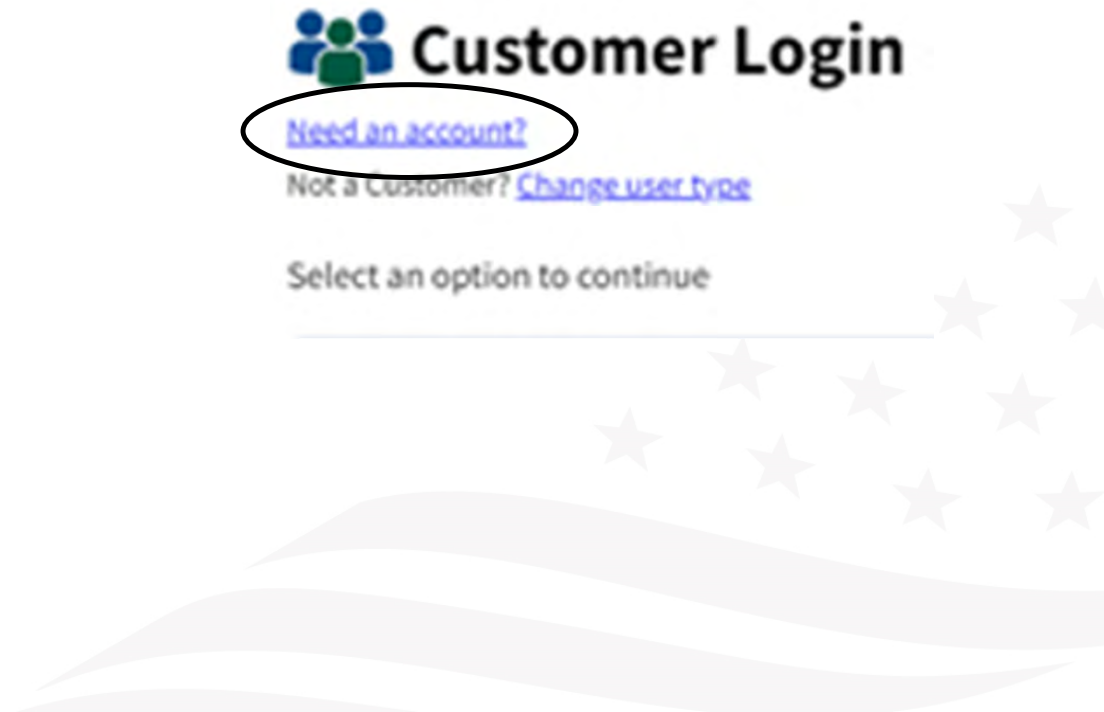 Customer Login
Need an account?
Not a Customer? Change user type
Select an option to continue